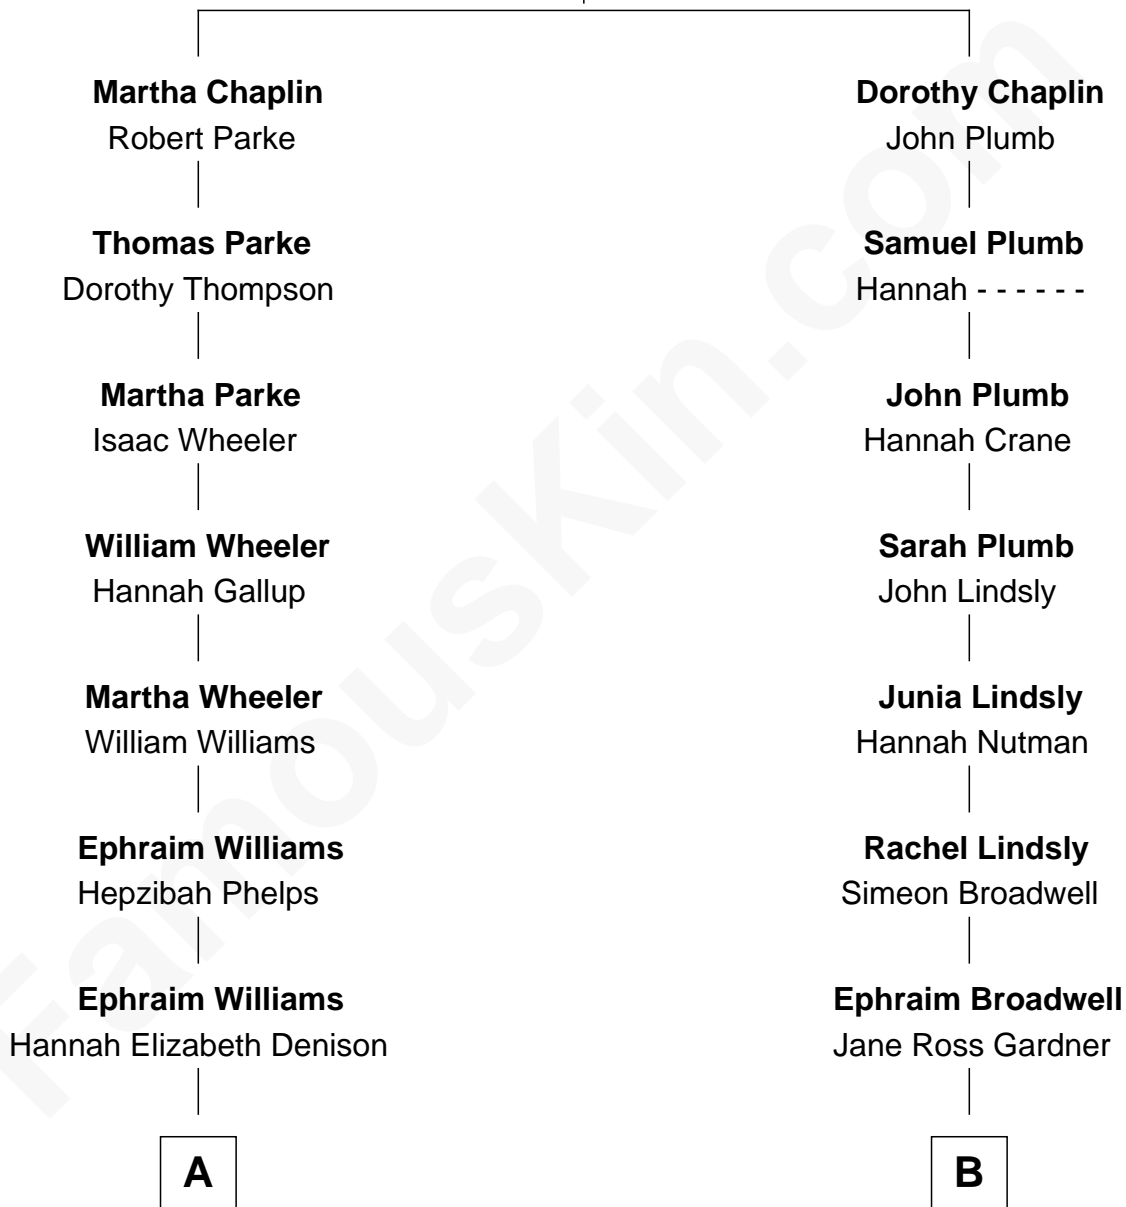 Martha Chaplin
Robert Parke
Thomas Parke
Dorothy Thompson
Martha Parke
Isaac Wheeler
William Wheeler
Hannah Gallup
Martha Wheeler
William Williams
Ephraim Williams
Hepzibah Phelps
Ephraim Williams
Hannah Elizabeth Denison
A
Dorothy Chaplin
John Plumb
Samuel Plumb
Hannah - - - - - -
John Plumb
Hannah Crane
Sarah Plumb
John Lindsly
Junia Lindsly
Hannah Nutman
Rachel Lindsly
Simeon Broadwell
Ephraim Broadwell
Jane Ross Gardner
B
FamousKin.com